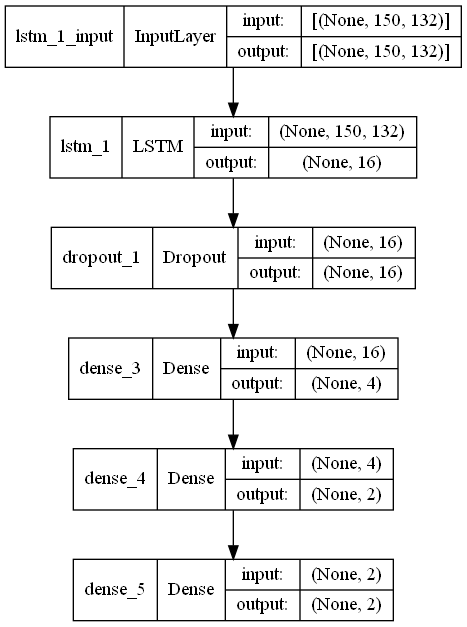 lstm_1_input InputLayer input: [(None, 150, 132)]
output: [(None, 150, 132)]
lstm_1 LSTM input: (None, 150, 132)
output: (None, 16)
dropout_1 Dropout input: (None, 16)
output: (None, 16)
dense_3 Dense input: (None, 16)
output: (None, 4)
dense_4 Dense input: (None, 4)
output: (None, 2)
dense_5 Dense input: (None, 2)
output: (None, 2)